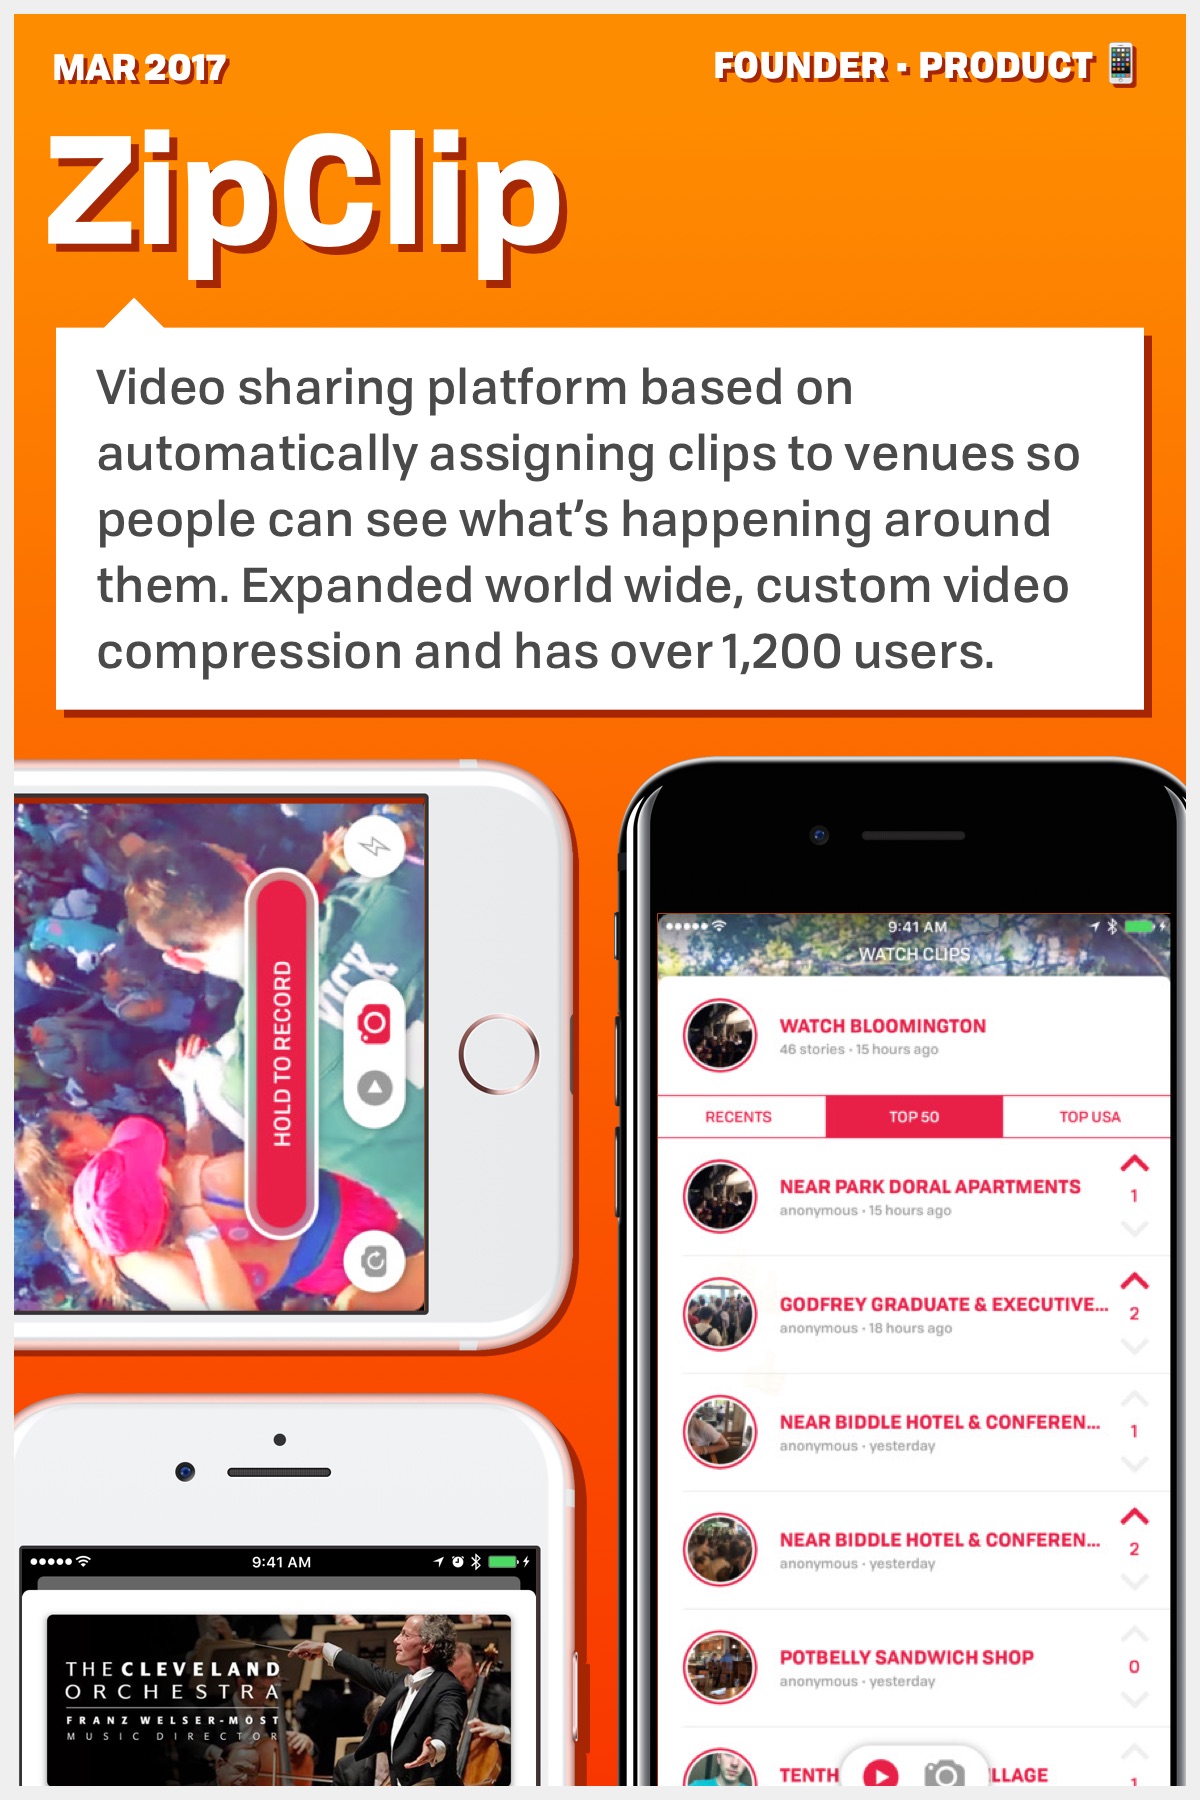 MAR 2017
FOUNDER · PRODUCT
ZipClip
Video sharing platform based on
automatically assigning clips to venues so
people can see what’s happening around
them. Expanded world wide, custom video
compression and has over 1,200 users.
HOLD TO RECORD
VICK
9:41 AM
WATCH CLIPS
WATCH BLOOMINGTON
46 stories · 15 hours ago
RECENTS
TOP 50
TOP USA
NEAR PARK DORAL APARTMENTS
anonymous · 15 hours ago
1
GODFREY GRADUATE & EXECUTIVE...
anonymous · 18 hours ago
2
NEAR BIDDLE HOTEL & CONFEREN...
anonymous · yesterday
1
NEAR BIDDLE HOTEL & CONFEREN...
anonymous · yesterday
2
POTBELLY SANDWICH SHOP
anonymous · yesterday
0
TENTH
LLAGE
1
9:41 AM
THE CLEVELAND
ORCHESTRA
FRANZ WELSER-MÖST
MUSIC DIRECTOR